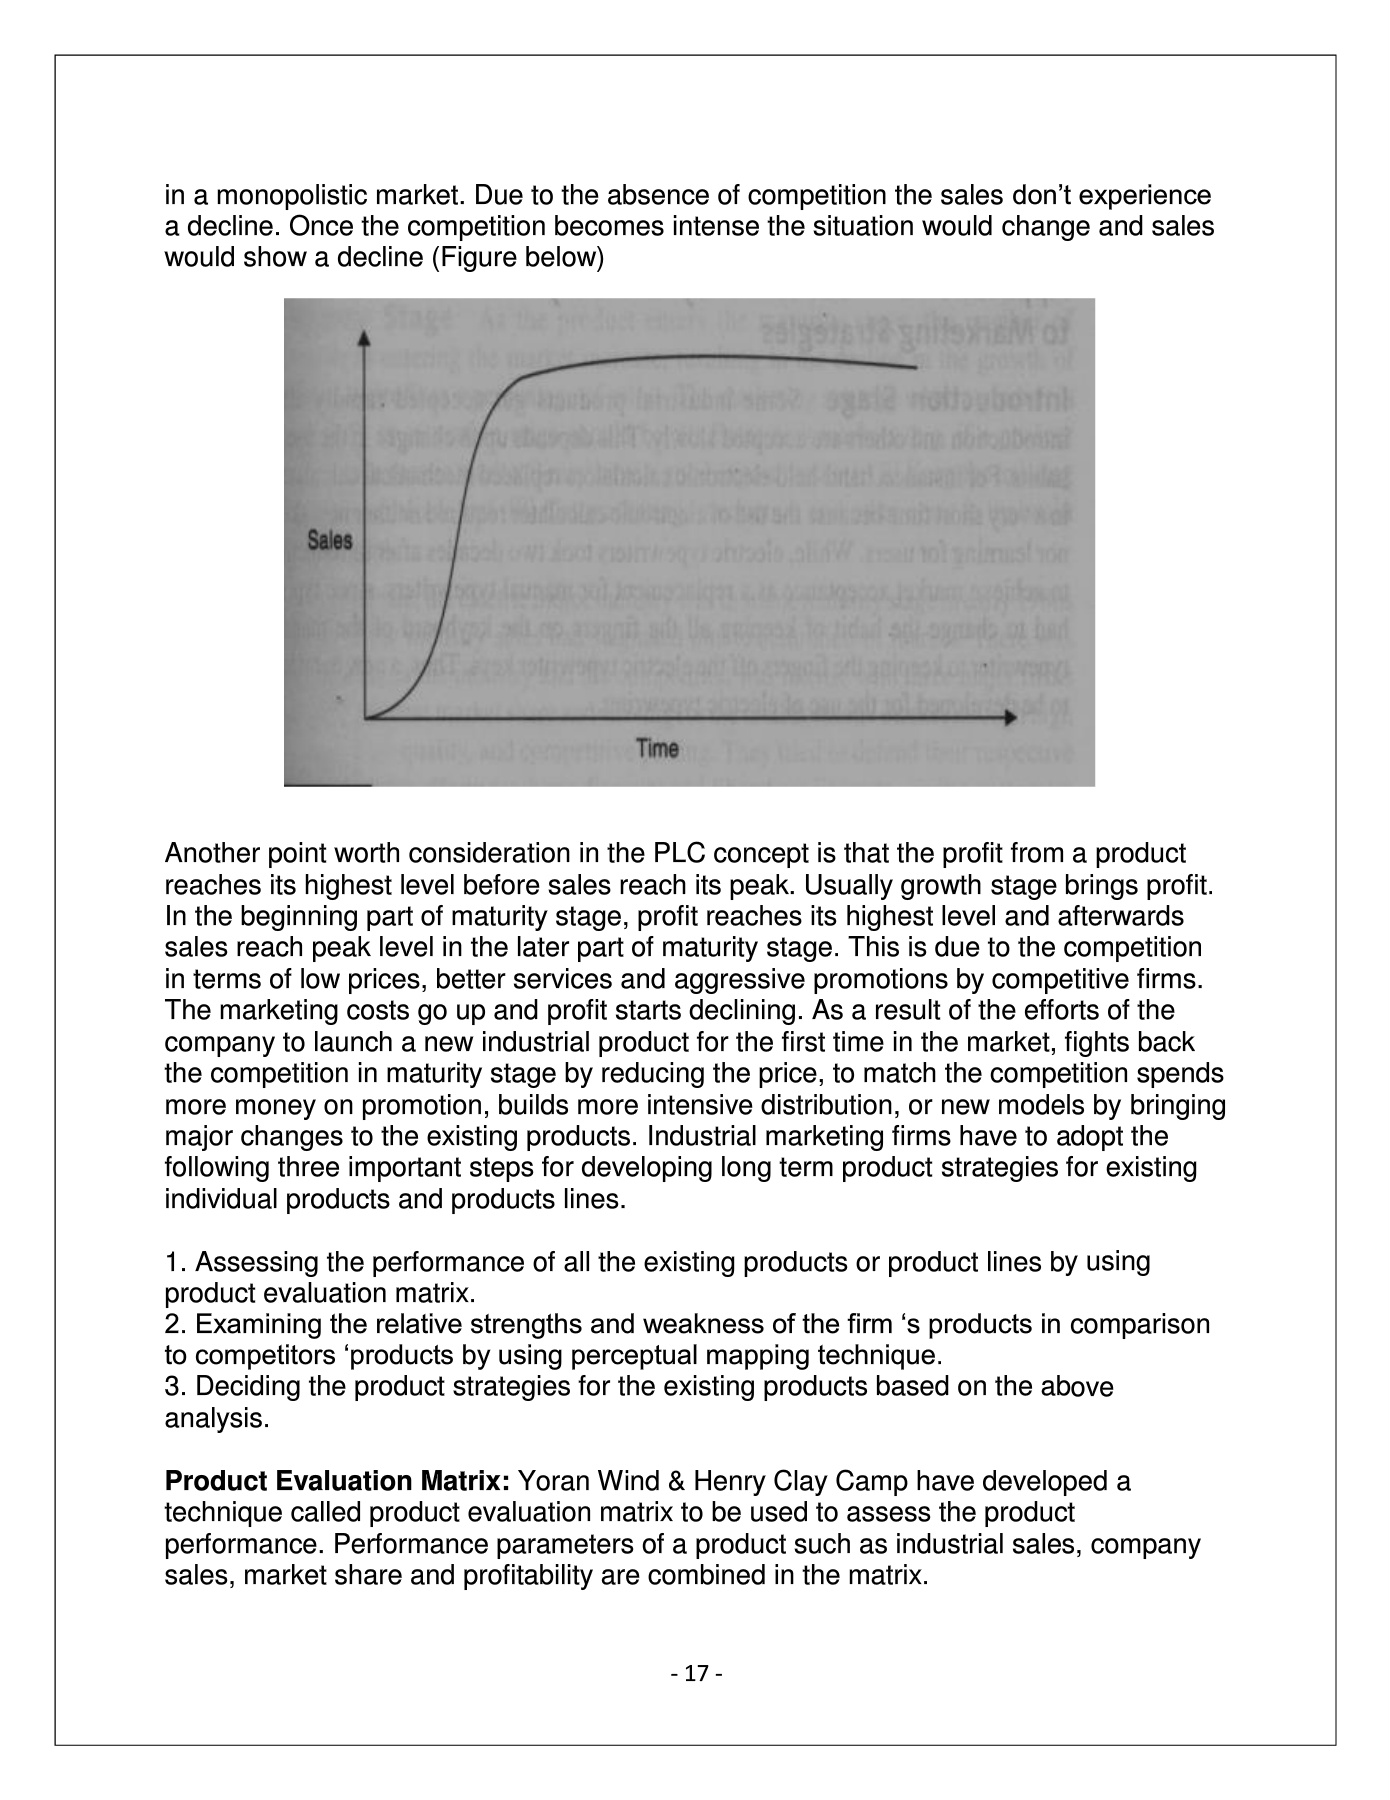 in a monopolistic market. Due to the absence of competition the sales don’t experience
a decline. Once the competition becomes intense the situation would change and sales
would show a decline (Figure below)
to Marketing Strategies
Introduction Stage
Sales
Time
Another point worth consideration in the PLC concept is that the profit from a product
reaches its highest level before sales reach its peak. Usually growth stage brings profit.
In the beginning part of maturity stage, profit reaches its highest level and afterwards
sales reach peak level in the later part of maturity stage. This is due to the competition
in terms of low prices, better services and aggressive promotions by competitive firms.
The marketing costs go up and profit starts declining. As a result of the efforts of the
company to launch a new industrial product for the first time in the market, fights back
the competition in maturity stage by reducing the price, to match the competition spends
more money on promotion, builds more intensive distribution, or new models by bringing
major changes to the existing products. Industrial marketing firms have to adopt the
following three important steps for developing long term product strategies for existing
individual products and products lines.
1. Assessing the performance of all the existing products or product lines by using
product evaluation matrix.
2. Examining the relative strengths and weakness of the firm ‘s products in comparison
to competitors ‘products by using perceptual mapping technique.
3. Deciding the product strategies for the existing products based on the above
analysis.
Product Evaluation Matrix: Yoran Wind & Henry Clay Camp have developed a
technique called product evaluation matrix to be used to assess the product
performance. Performance parameters of a product such as industrial sales, company
sales, market share and profitability are combined in the matrix.
- 17 -